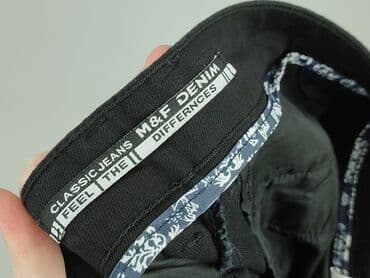 CLASSIC JEANS M&F DENIM
FEEL THE DIFFERNCES